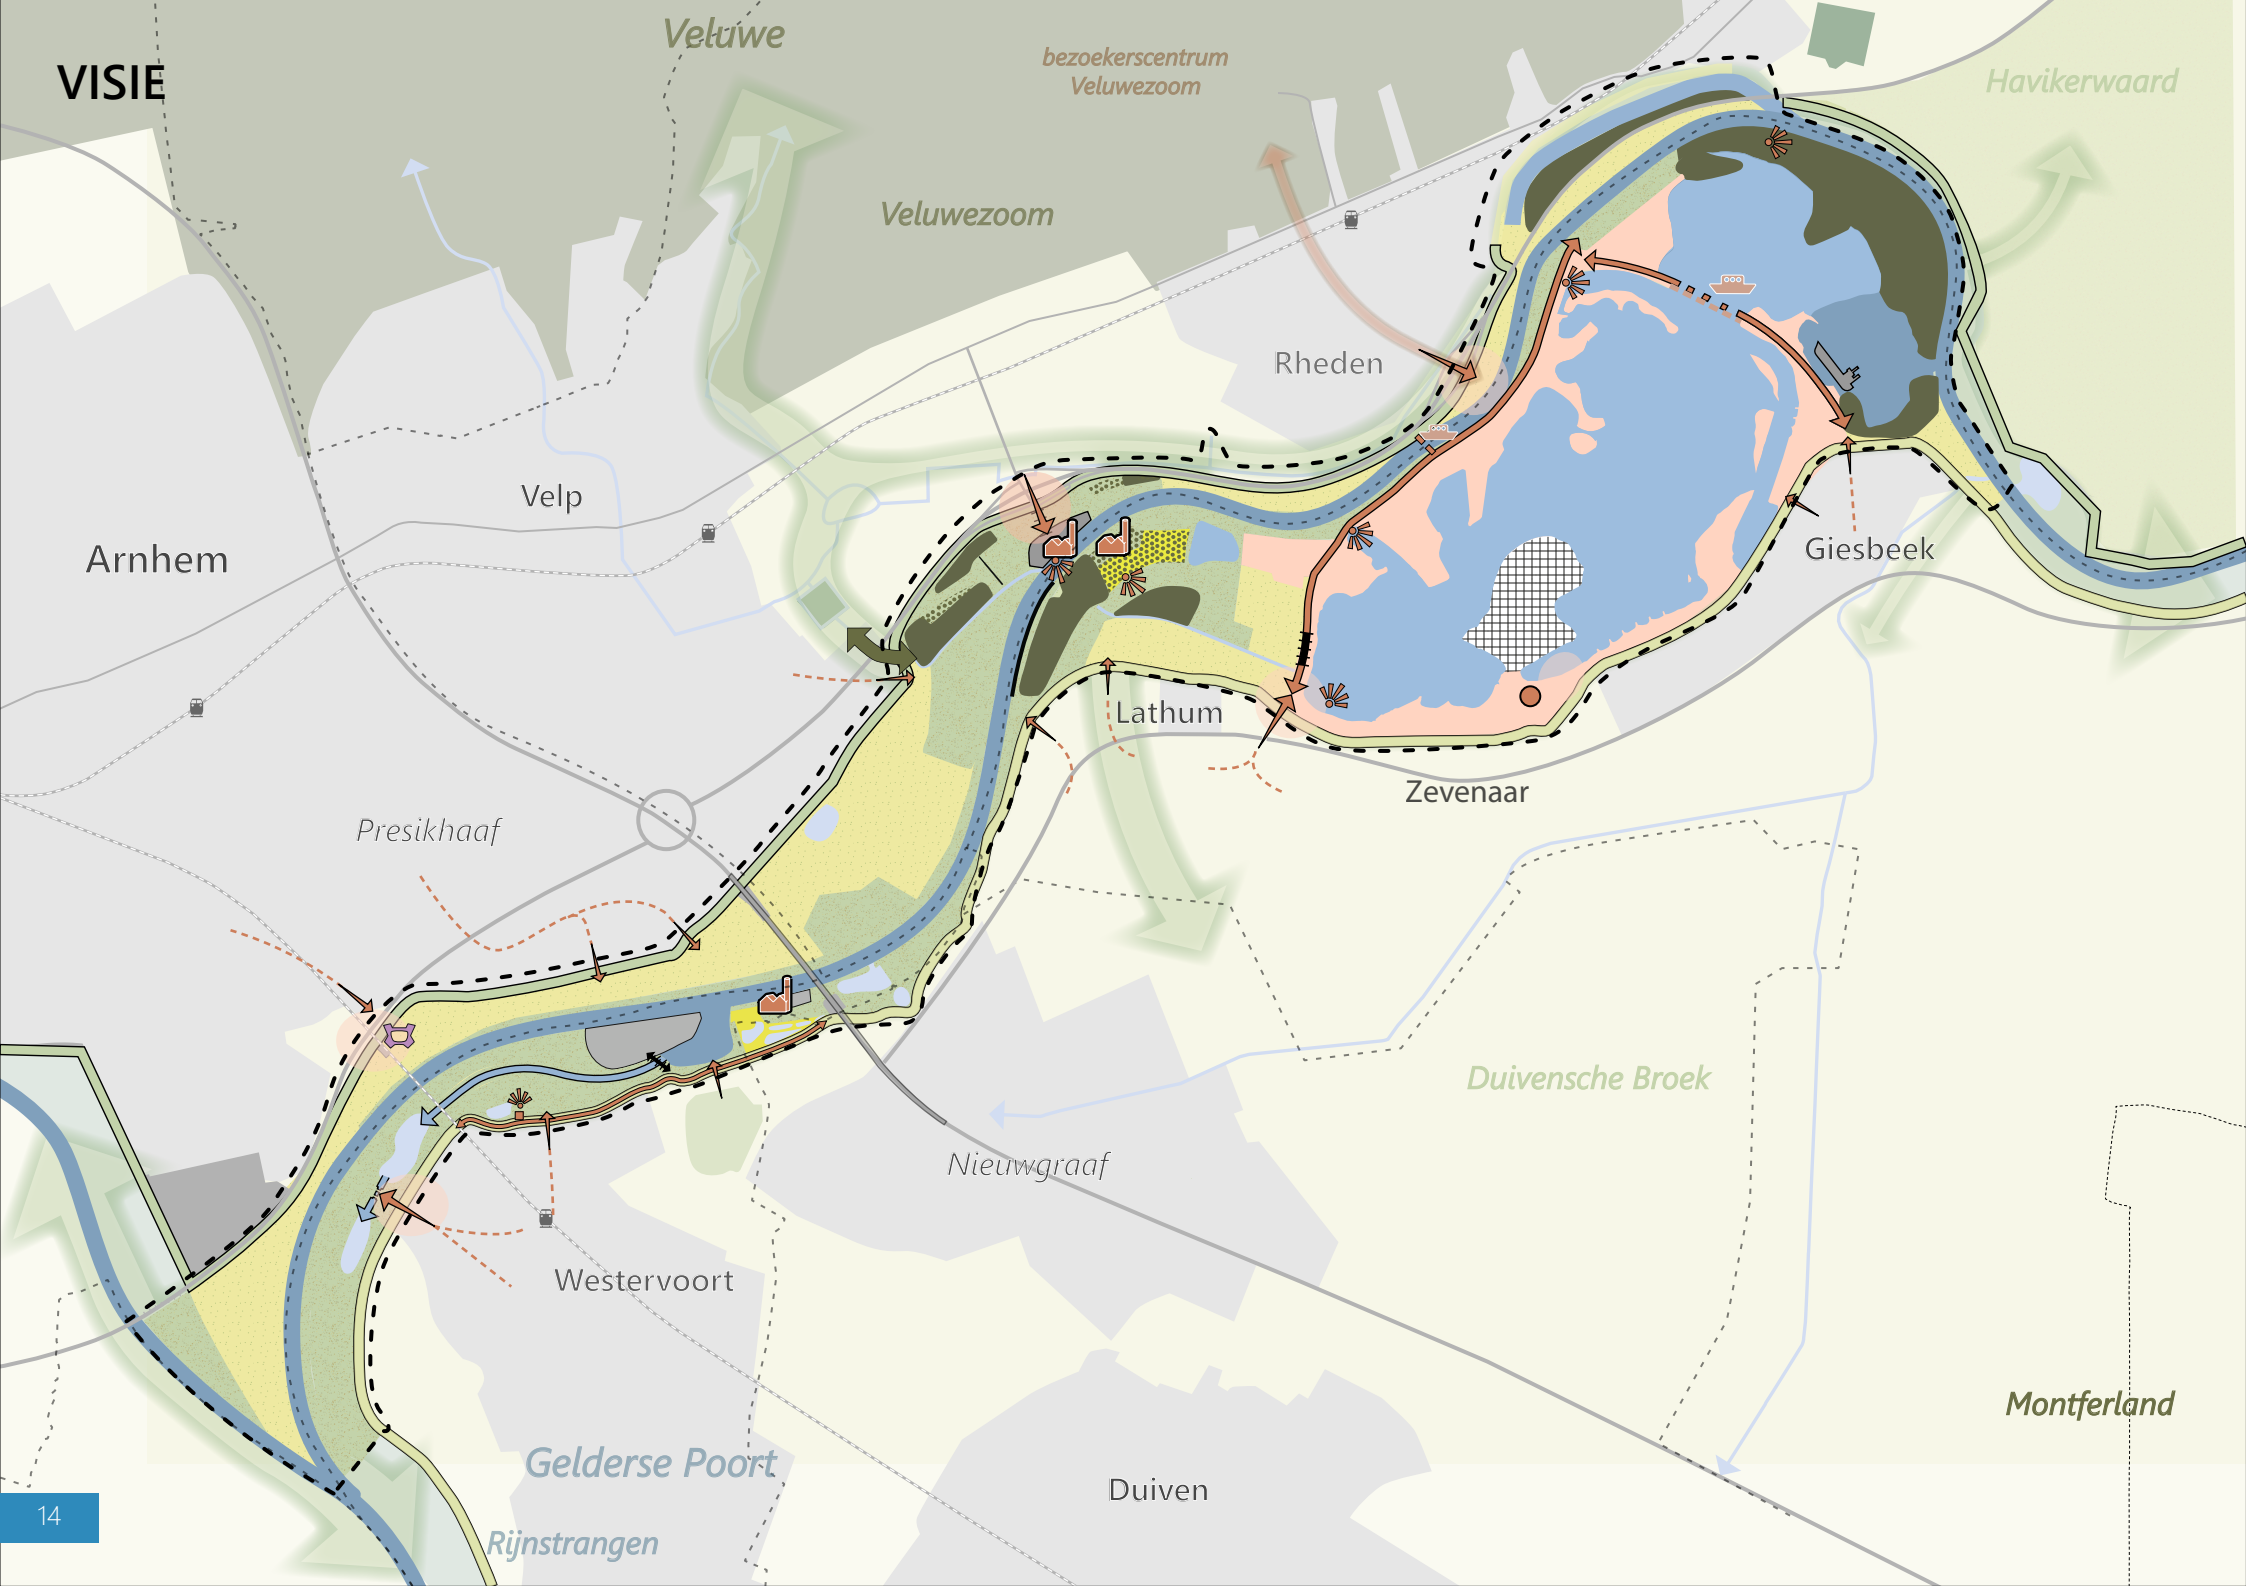 VISIE
Veluwe
bezoekerscentrum
Veluwezoom
Havikerwaard
Veluwezoom
Rheden
Velp
Arnhem
Giesbeek
Lathum
Zevenaar
Presikhaaf
Duivensche Broek
Nieuwgraaf
Westervoort
Montferland
Gelderse Poort
Duiven
14
Rijnstrangen